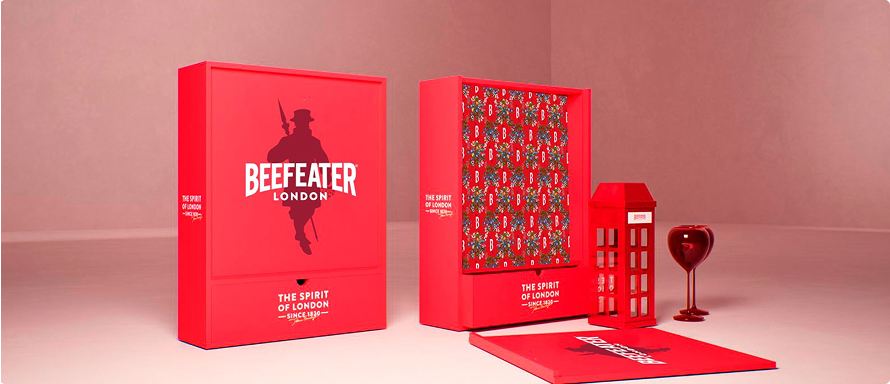 BEEFEATER
LONDON
THE SPIRIT
OF LONDON
SINCE 1820
THE SPIRIT
OF LONDON
SINCE 1820
THE SPIRIT
OF LONDON
SINCE 1820
THE SPIRIT
OF LONDON
SINCE 1820
BEEFEATER